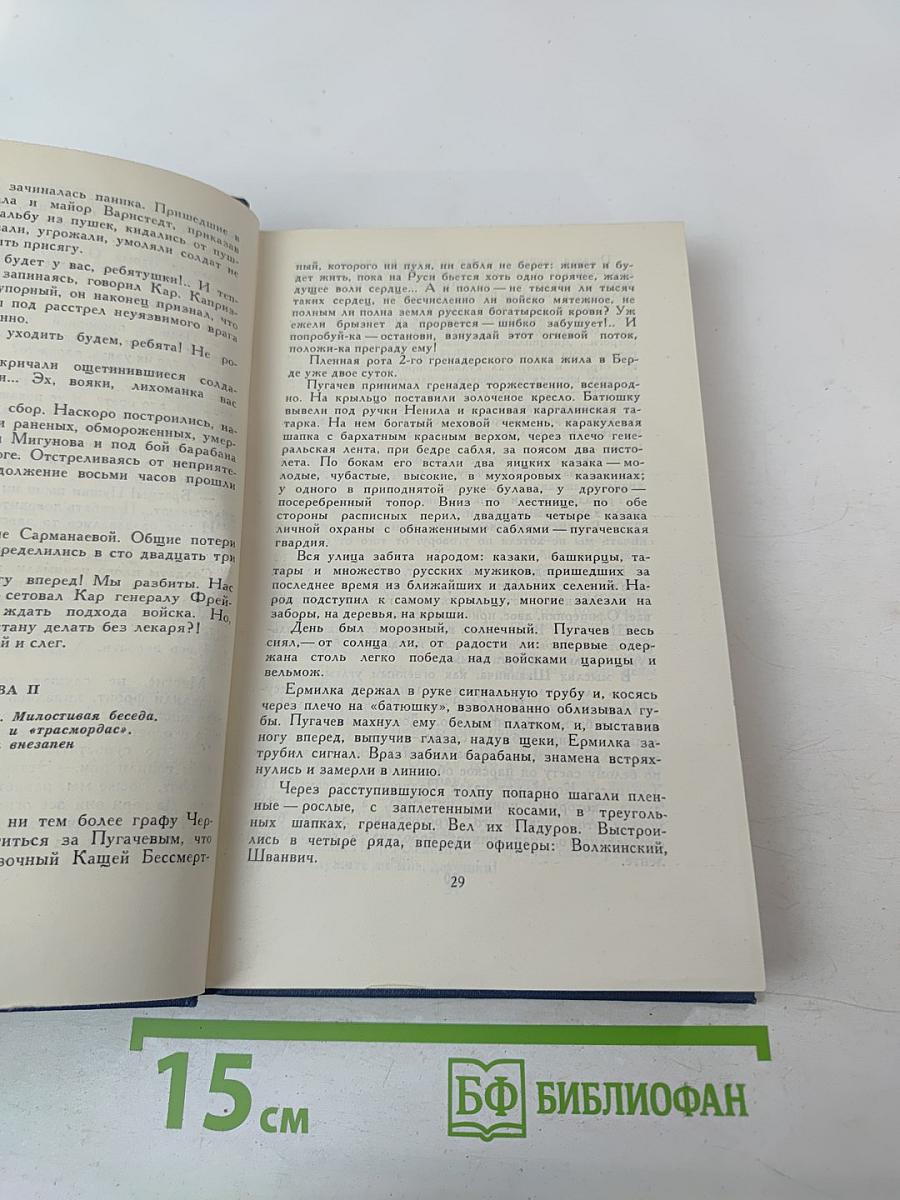 зачиналась паника. Пришедшие в
ла и майор Варнстедт, приказав
альбу из пушек, кидались от пуш-
али, угрожали, умоляли солдат не
ыть присягу.
будет у вас, ребятушки!.. И теп-
запинаясь, говорил Кар. Каприз-
упорный, он наконец признал, что
ы под расстрел неуязвимого врага
нно.
уходить будем, ребята! Не ро-
кричали ощетинившиеся солда-
и... Эх, вояки, лихоманка вас
сбор. Наскоро построились, на-
и раненых, обмороженных, умер-
и Мигунова и под бой барабана
оге. Отстреливаясь от неприяте-
должение восьми часов прошли
не Сарманаевой. Общие потери
ределились в сто двадцать три
гу вперед! Мы разбиты. Нас
сетовал Кар генералу Фрей-
ждать подхода войска. Но,
стану делать без лекаря?!
й и слег.
ВА II
. Милостивая беседа.
и «трасмордас».
внезапен
ни тем более графу Чер-
титься за Пугачевым, что
зочный Кащей Бессмерт-
ный, которого ни пуля, ни сабля не берет: живет и бу-
дет жить, пока на Руси бьется хоть одно горячее, жаж-
дущее воли сердце... А и полно — не тысячи ли тысяч
таких сердец, не бесчисленно ли войско мятежное, не
полным ли полна земля русская богатырской крови? Уж
ежели брызнет да прорвется — шибко забушует!.. И
попробуй-ка — останови, взнуздай этот огневой поток,
положи-ка преграду ему!
Пленная рота 2-го гренадерского полка жила в Бер-
де уже двое суток.
Пугачев принимал гренадер торжественно, всенарод-
но. На крыльцо поставили золоченое кресло. Батюшку
вывели под ручки Ненила и красивая каргалинская та-
тарка. На нем богатый меховой чекмень, каракулевая
шапка с бархатным красным верхом, через плечо гене-
ральская лента, при бедре сабля, за поясом два писто-
лета. По бокам его встали два яицких казака — мо-
лодые, чубастые, высокие, в мухояровых казакинах;
у одного в приподнятой руке булава, у другого —
посеребренный топор. Вниз по лестнице, по обе
стороны расписных перил, двадцать четыре казака
личной охраны с обнаженными саблями — пугачевская
гвардия.
Вся улица забита народом: казаки, башкирцы, та-
тары и множество русских мужиков, пришедших за
последнее время из ближайших и дальних селений. На-
род подступил к самому крыльцу, многие залезли на
заборы, на деревья, на крыши.
День был морозный, солнечный. Пугачев весь
сиял,— от солнца ли, от радости ли: впервые одер-
жана столь легко победа над войсками царицы и
вельмож.
Ермилка держал в руке сигнальную трубу и, косясь
через плечо на «батюшку», взволнованно облизывал гу-
бы. Пугачев махнул ему белым платком, и, выставив
ногу вперед, выпучив глаза, надув щеки, Ермилка за-
трубил сигнал. Враз забили барабаны, знамена встрях-
нулись и замерли в линию.
Через расступившуюся толпу попарно шагали плен-
ные — рослые, с заплетенными косами, в треуголь-
ных шапках, гренадеры. Вел их Падуров. Выстрои-
лись в четыре ряда, впереди офицеры: Волжинский,
Шванвич.
29
15 см
БФ БИБЛИОФАН